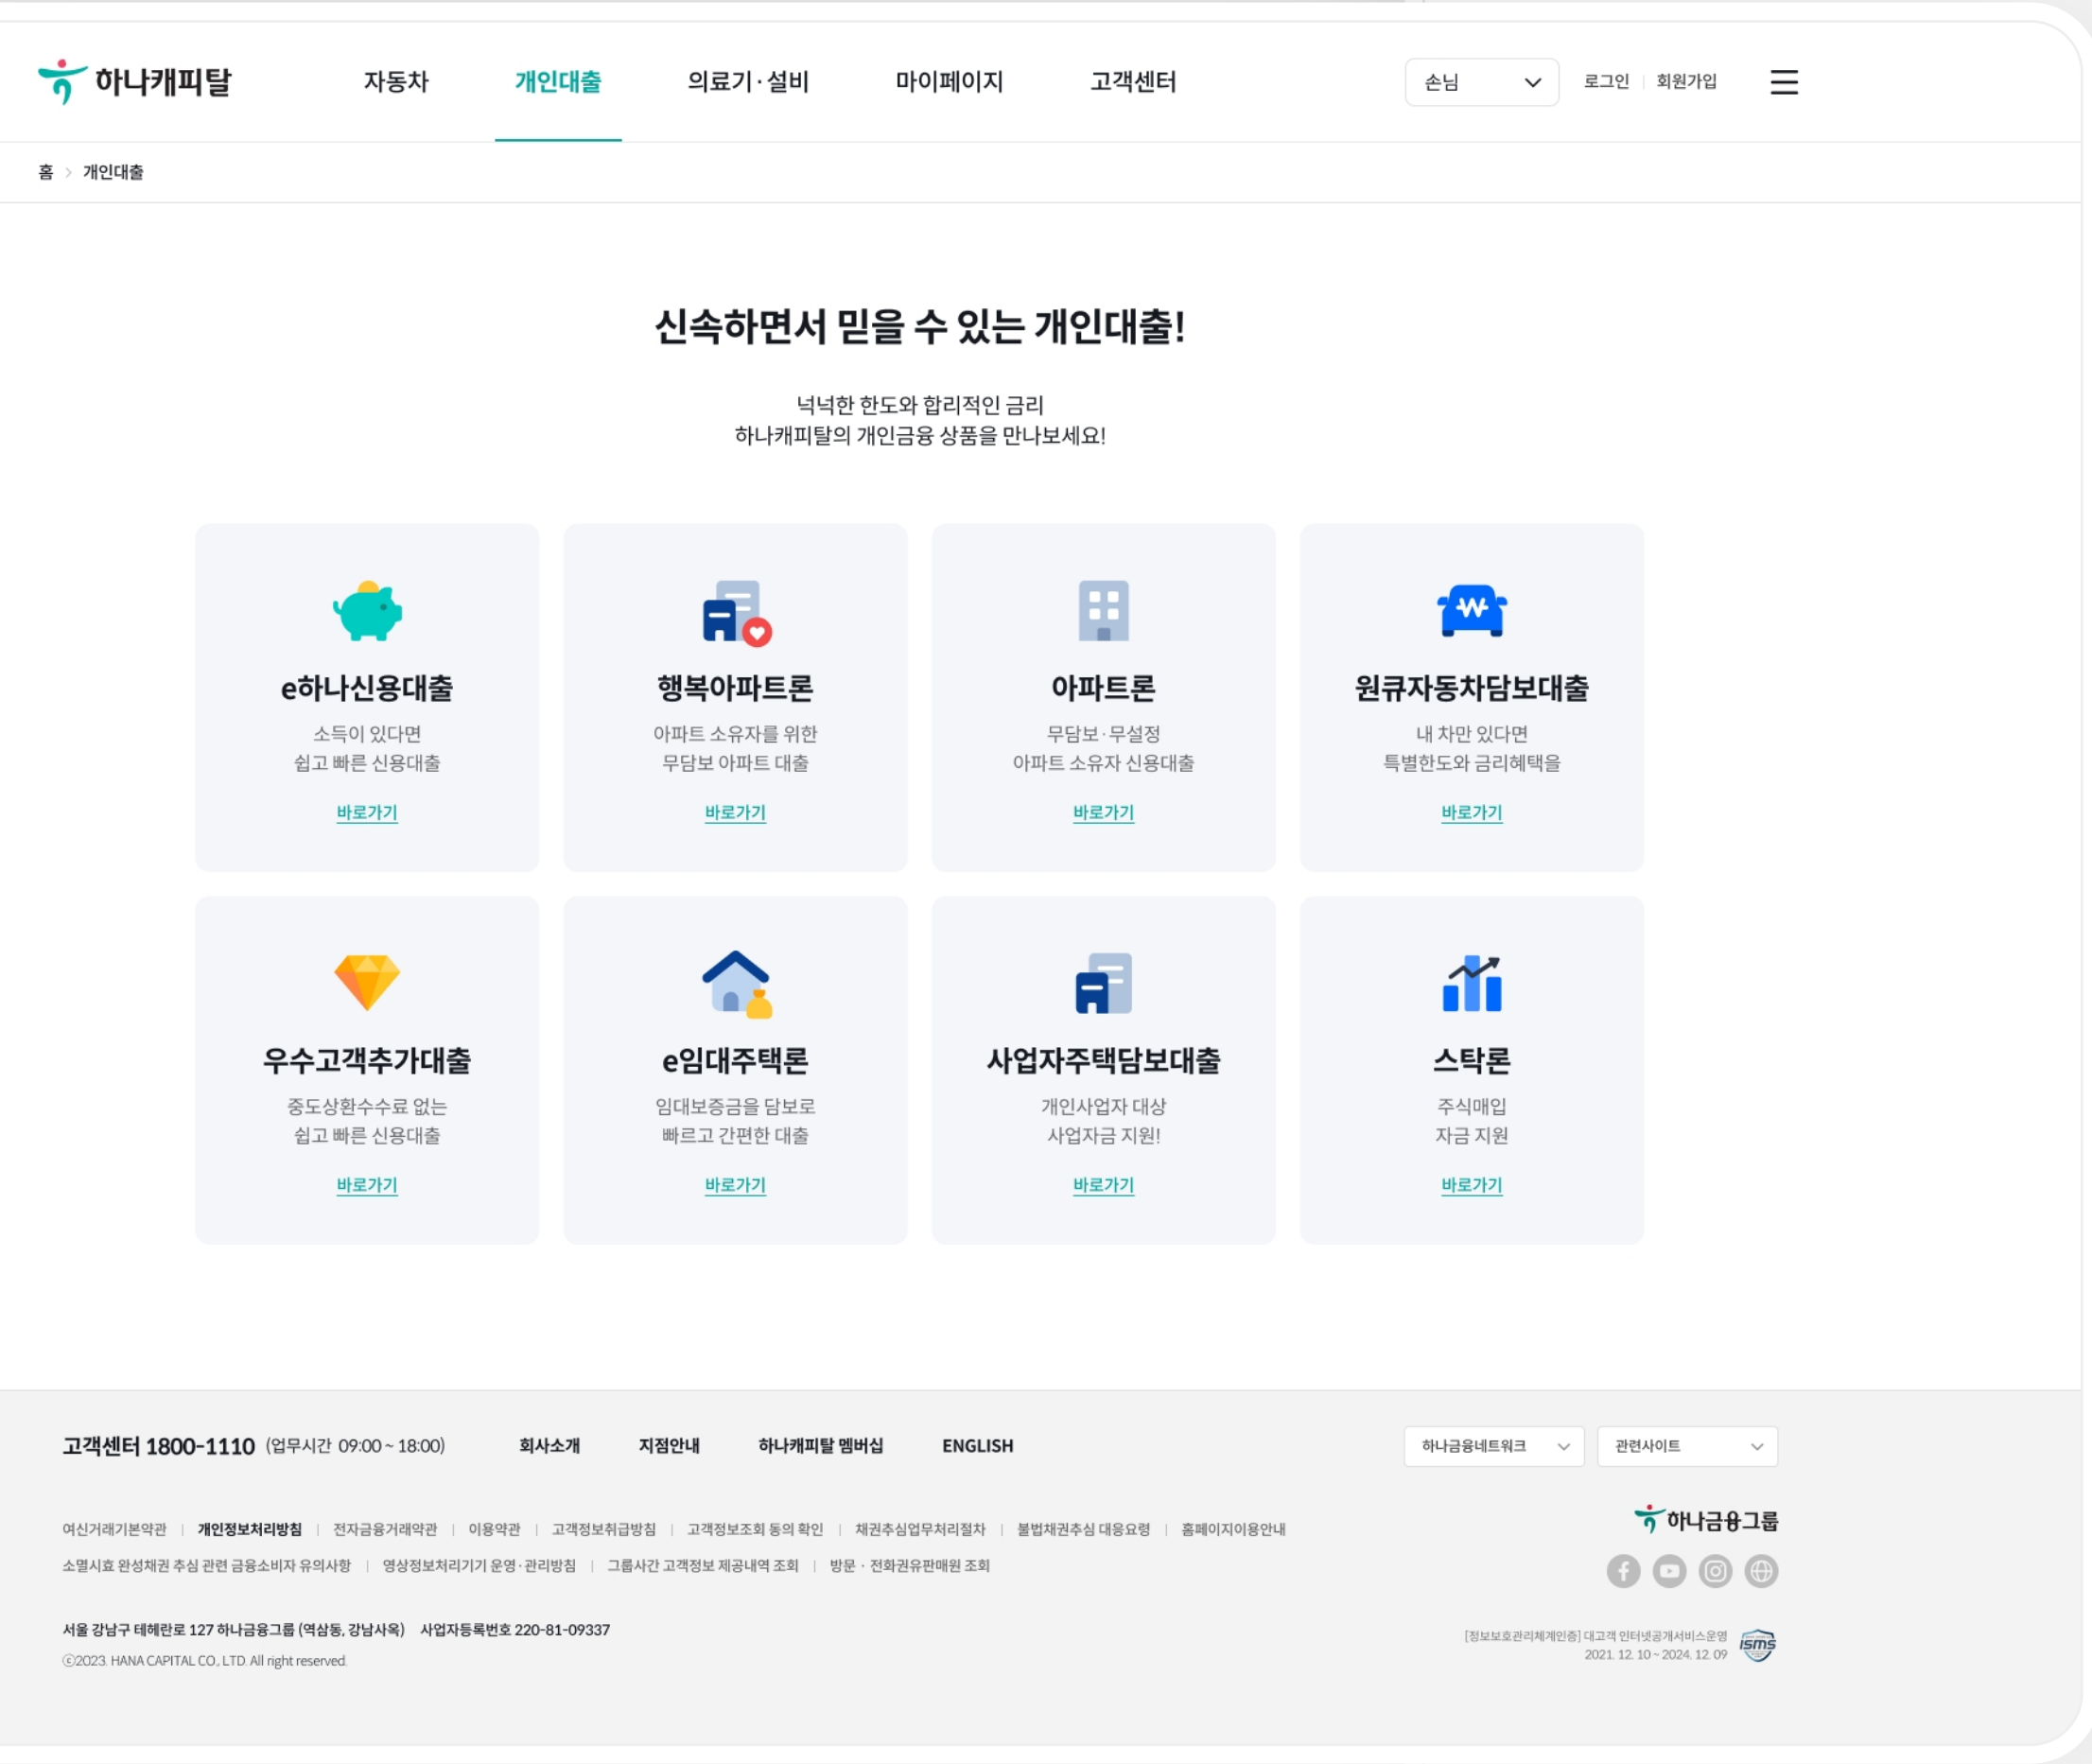 하나캐피탈
자동차
개인대출
의료기·설비
마이페이지
고객센터
손님
로그인
회원가입
홈 > 개인대출
신속하면서 믿을 수 있는 개인대출!
넉넉한 한도와 합리적인 금리
하나캐피탈의 개인금융 상품을 만나보세요!
e하나신용대출
소득이 있다면
쉽고 빠른 신용대출
바로가기
행복아파트론
아파트 소유자를 위한
무담보 아파트 대출
바로가기
아파트론
무담보·무설정
아파트 소유자 신용대출
바로가기
원큐자동차담보대출
내 차만 있다면
특별한도와 금리혜택을
바로가기
우수고객추가대출
중도상환수수료 없는
쉽고 빠른 신용대출
바로가기
e임대주택론
임대보증금을 담보로
빠르고 간편한 대출
바로가기
사업자주택담보대출
개인사업자 대상
사업자금 지원!
바로가기
스탁론
주식매입
자금 지원
바로가기
고객센터 1800-1110 (업무시간 09:00 ~ 18:00)
회사소개
지점안내
하나캐피탈 멤버십
ENGLISH
하나금융네트워크
관련사이트
여신거래기본약관 | 개인정보처리방침 | 전자금융거래약관 | 이용약관 | 고객정보취급방침 | 고객정보조회 동의 확인 | 채권추심업무처리절차 | 불법채권추심 대응요령 | 홈페이지이용안내
소멸시효 완성채권 추심 관련 금융소비자 유의사항 | 영상정보처리기기 운영·관리방침 | 그룹사간 고객정보 제공내역 조회 | 방문 · 전화권유판매원 조회
하나금융그룹
서울 강남구 테헤란로 127 하나금융그룹 (역삼동, 강남사옥) 사업자등록번호 220-81-09337
ⓒ2023. HANA CAPITAL CO., LTD. All right reserved.
[정보보호관리체계인증] 대고객 인터넷공개서비스운영
2021. 12. 10 ~ 2024. 12. 09
ISMS